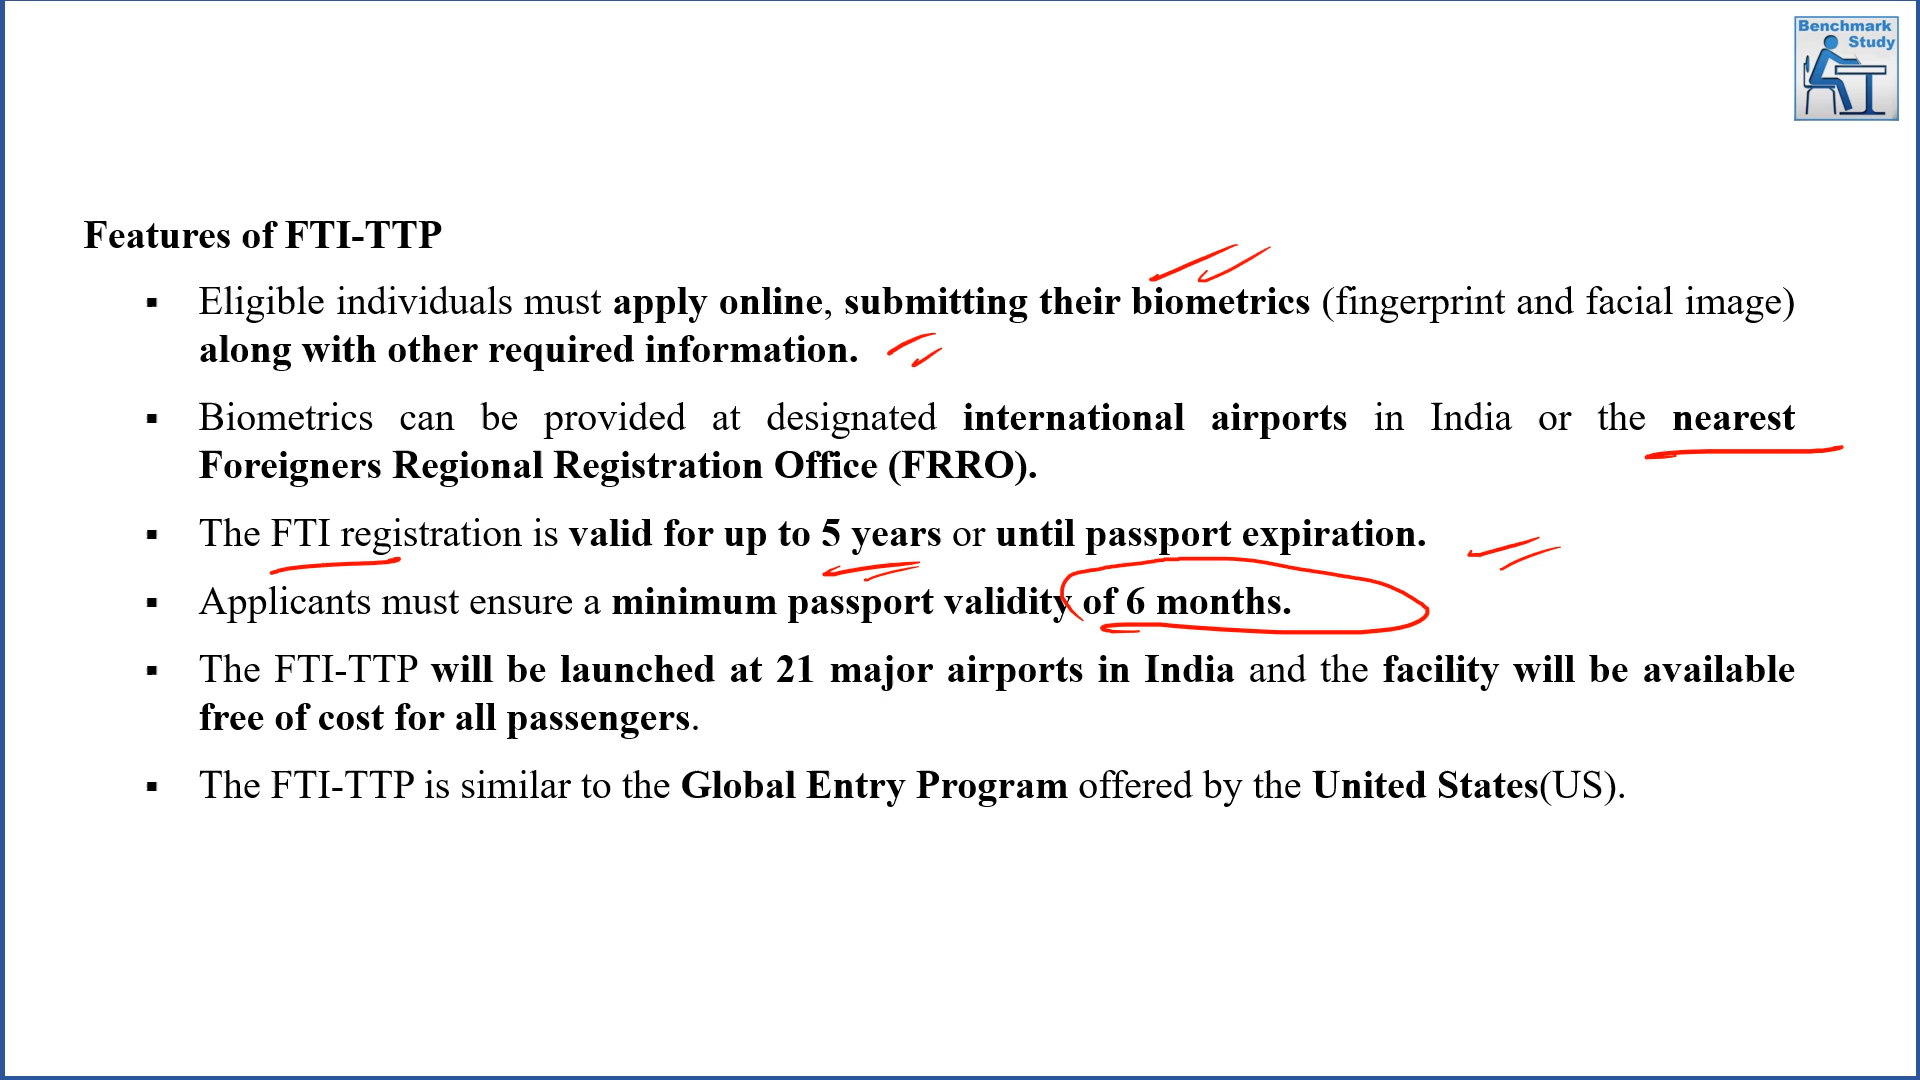 Benchmark
Study
Features of FTI-TTP
▪ Eligible individuals must apply online, submitting their biometrics (fingerprint and facial image)
along with other required information.
▪ Biometrics can be provided at designated international airports in India or the nearest
Foreigners Regional Registration Office (FRRO).
▪ The FTI registration is valid for up to 5 years or until passport expiration.
▪ Applicants must ensure a minimum passport validity of 6 months.
▪ The FTI-TTP will be launched at 21 major airports in India and the facility will be available
free of cost for all passengers.
▪ The FTI-TTP is similar to the Global Entry Program offered by the United States(US).